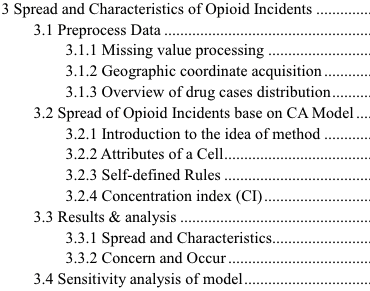 3 Spread and Characteristics of Opioid Incidents ..............
3.1 Preprocess Data ...................................................
3.1.1 Missing value processing ..........................
3.1.2 Geographic coordinate acquisition ............
3.1.3 Overview of drug cases distribution..........
3.2 Spread of Opioid Incidents base on CA Model....
3.2.1 Introduction to the idea of method ............
3.2.2 Attributes of a Cell.....................................
3.2.3 Self-defined Rules .....................................
3.2.4 Concentration index (CI)...........................
3.3 Results & analysis ................................................
3.3.1 Spread and Characteristics.........................
3.3.2 Concern and Occur....................................
3.4 Sensitivity analysis of model................................